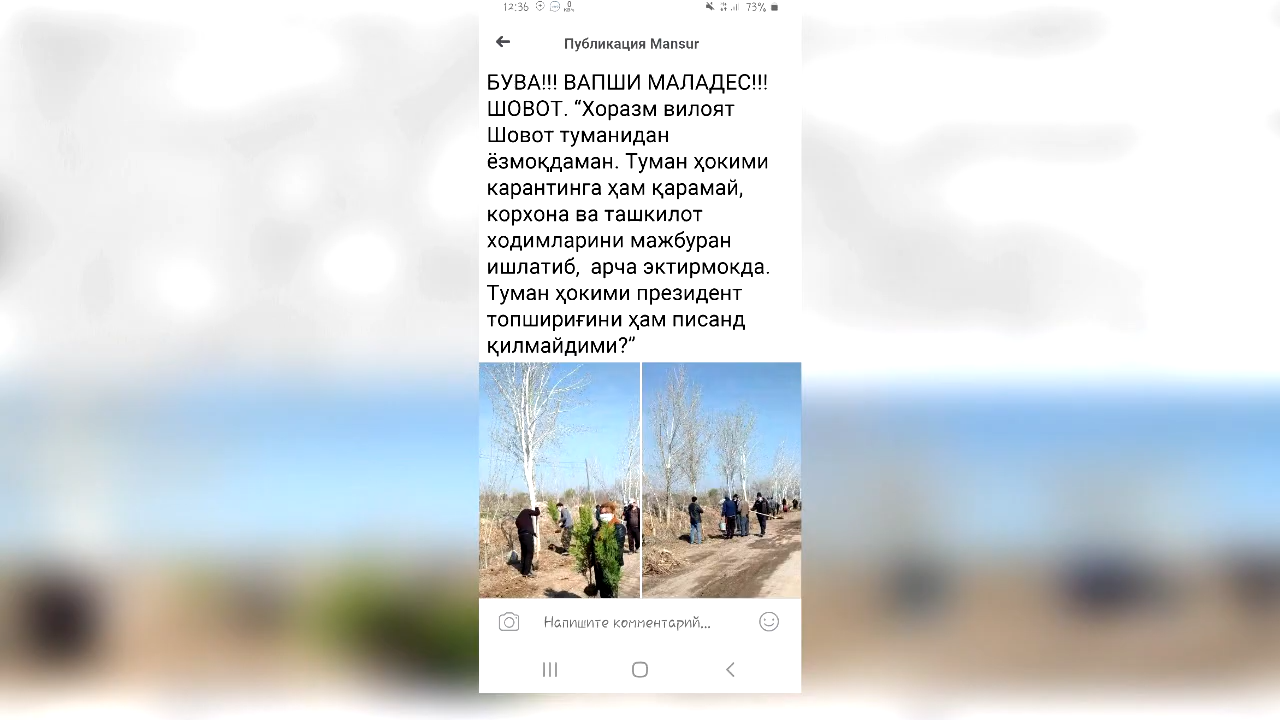 12:36
73%
Публикация Mansur
БУВА!!! ВАПШИ МАЛАДЕС!!!
ШОВОТ. “Хоразм вилоят
Шовот туманидан
ёзмоқдаман. Туман ҳокими
карантинга ҳам қарамай,
корхона ва ташкилот
ходимларини мажбуран
ишлатиб, арча эктирмокда.
Туман ҳокими президент
топшириғини ҳам писанд
қилмайдими?”
Напишите комментарий...